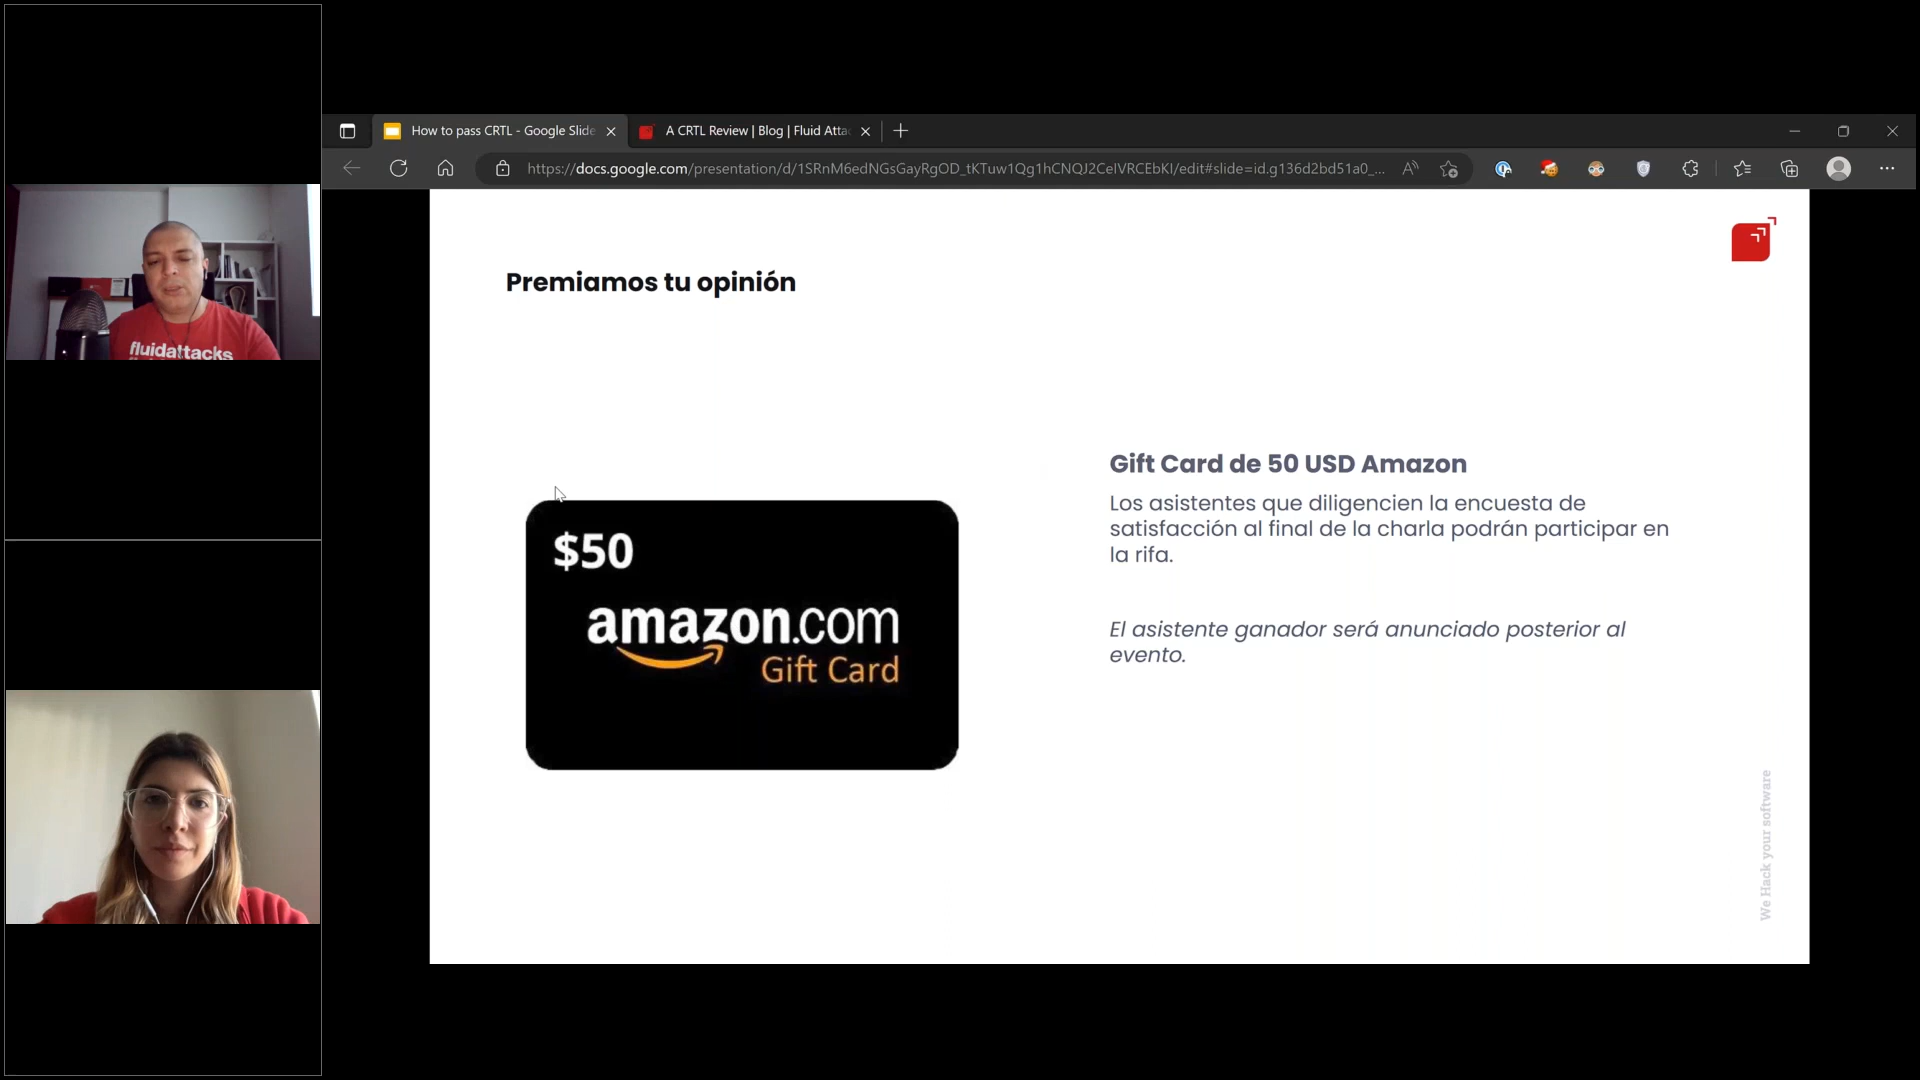 How to pass CRTL - Google Slide
A CRTL Review | Blog | Fluid Atta
https://docs.google.com/presentation/d/1SRnM6edNGsGayRgOD_tKTuw1Qg1hCNQJ2CeIVRCEbKI/edit#slide=id.g136d2bd51a0_...
fluidattacks
Premiamos tu opinión
$50
amazon.com
Gift Card
Gift Card de 50 USD Amazon
Los asistentes que diligencien la encuesta de
satisfacción al final de la charla podrán participar en
la rifa.
El asistente ganador será anunciado posterior al
evento.
We Hack your software